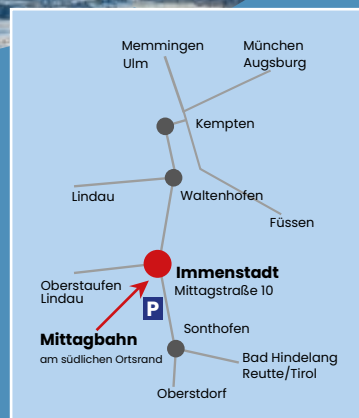 Memmingen
Ulm
München
Augsburg
Kempten
Waltenhofen
Lindau
Füssen
Immenstadt
Mittagstraße 10
Oberstaufen
Lindau
P
Mittagbahn
am südlichen Ortsrand
Sonthofen
Bad Hindelang
Reutte/Tirol
Oberstdorf